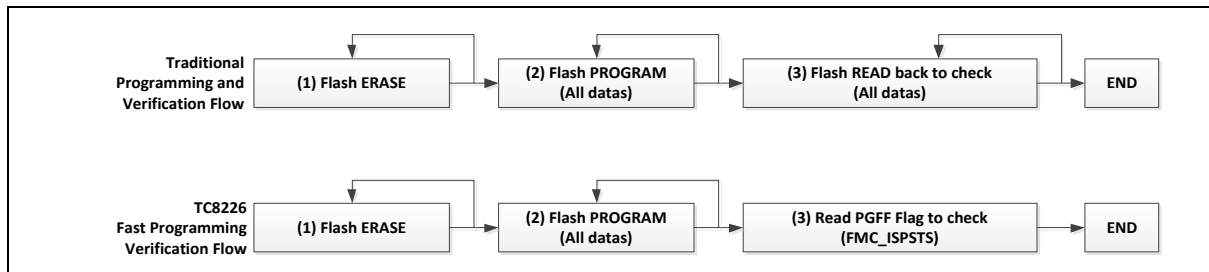 Traditional
Programming and
Verification Flow
(1) Flash ERASE
(2) Flash PROGRAM
(All datas)
(3) Flash READ back to check
(All datas)
END
TC8226
Fast Programming
Verification Flow
(1) Flash ERASE
(2) Flash PROGRAM
(All datas)
(3) Read PGFF Flag to check
(FMC_ISPSTS)
END